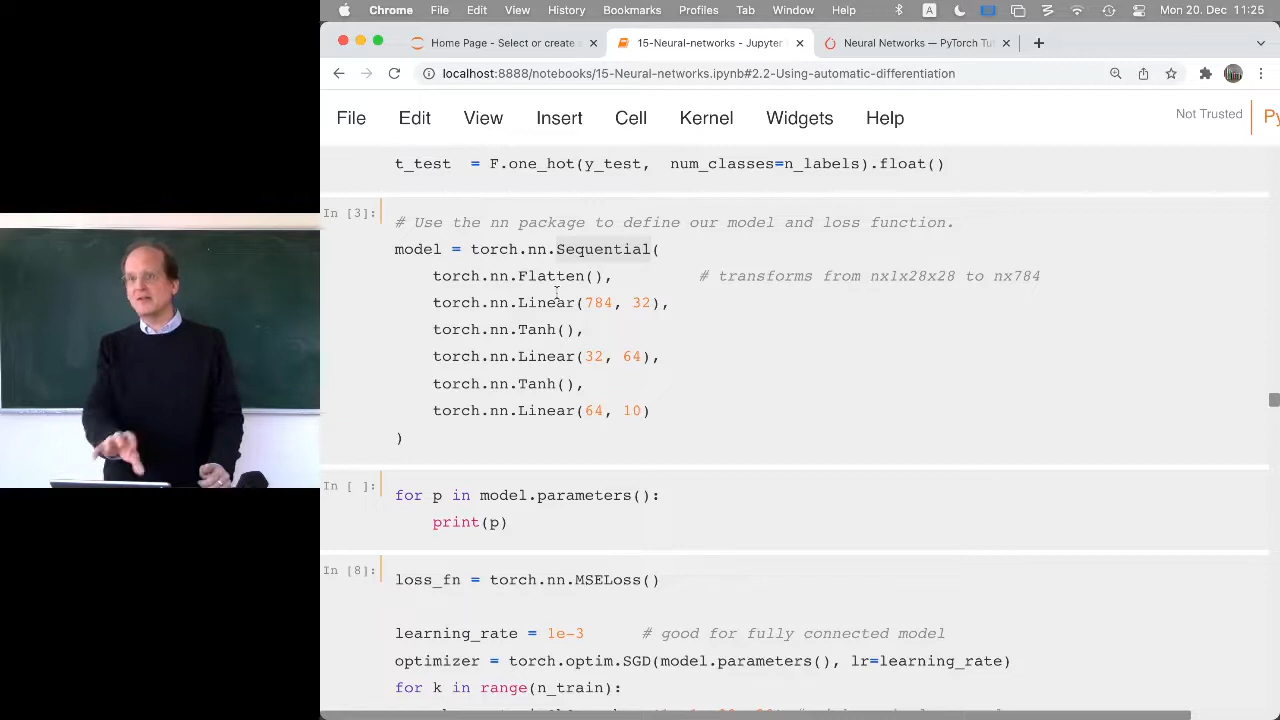 Chrome File Edit View History Bookmarks Profiles Tab Window Help A Mon 20. Dec 11:25
Home Page - Select or create 15-Neural-networks - Jupyter Neural Networks — PyTorch Tut
localhost:8888/notebooks/15-Neural-networks.ipynb#2.2-Using-automatic-differentiation
File Edit View Insert Cell Kernel Widgets Help Not Trusted
t_test = F.one_hot(y_test, num_classes=n_labels).float()
In [3]:
# Use the nn package to define our model and loss function.
model = torch.nn.Sequential(
torch.nn.Flatten(), # transforms from nx1x28x28 to nx784
torch.nn.Linear(784, 32),
torch.nn.Tanh(),
torch.nn.Linear(32, 64),
torch.nn.Tanh(),
torch.nn.Linear(64, 10)
)
In [ ]:
for p in model.parameters():
print(p)
In [8]:
loss_fn = torch.nn.MSELoss()
learning_rate = 1e-3 # good for fully connected model
optimizer = torch.optim.SGD(model.parameters(), lr=learning_rate)
for k in range(n_train):